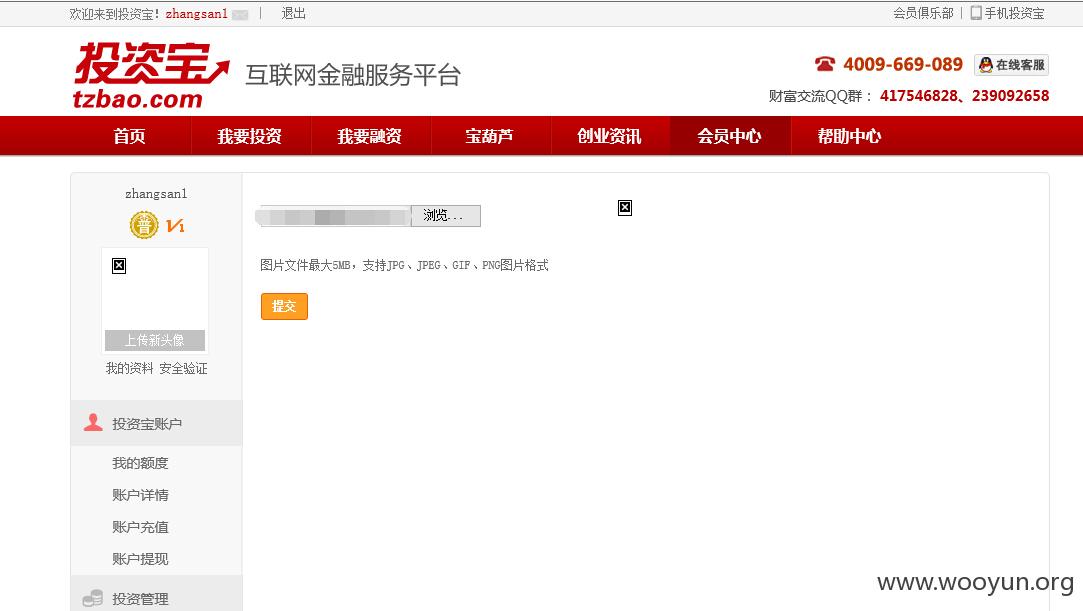 欢迎来到投资宝! zhangsan1 | 退出 会员俱乐部 | 手机投资宝
投资宝 互联网金融服务平台 4009-669-089 在线客服
tzbao.com 财富交流QQ群: 417546828、239092658
首页 我要投资 我要融资 宝葫芦 创业资讯 会员中心 帮助中心
zhangsan1
普 V1
浏览...
图片文件最大5MB，支持JPG、JPEG、GIF、PNG图片格式
提交
上传新头像
我的资料 安全验证
投资宝账户
我的额度
账户详情
账户充值
账户提现
投资管理
www.wooyun.org